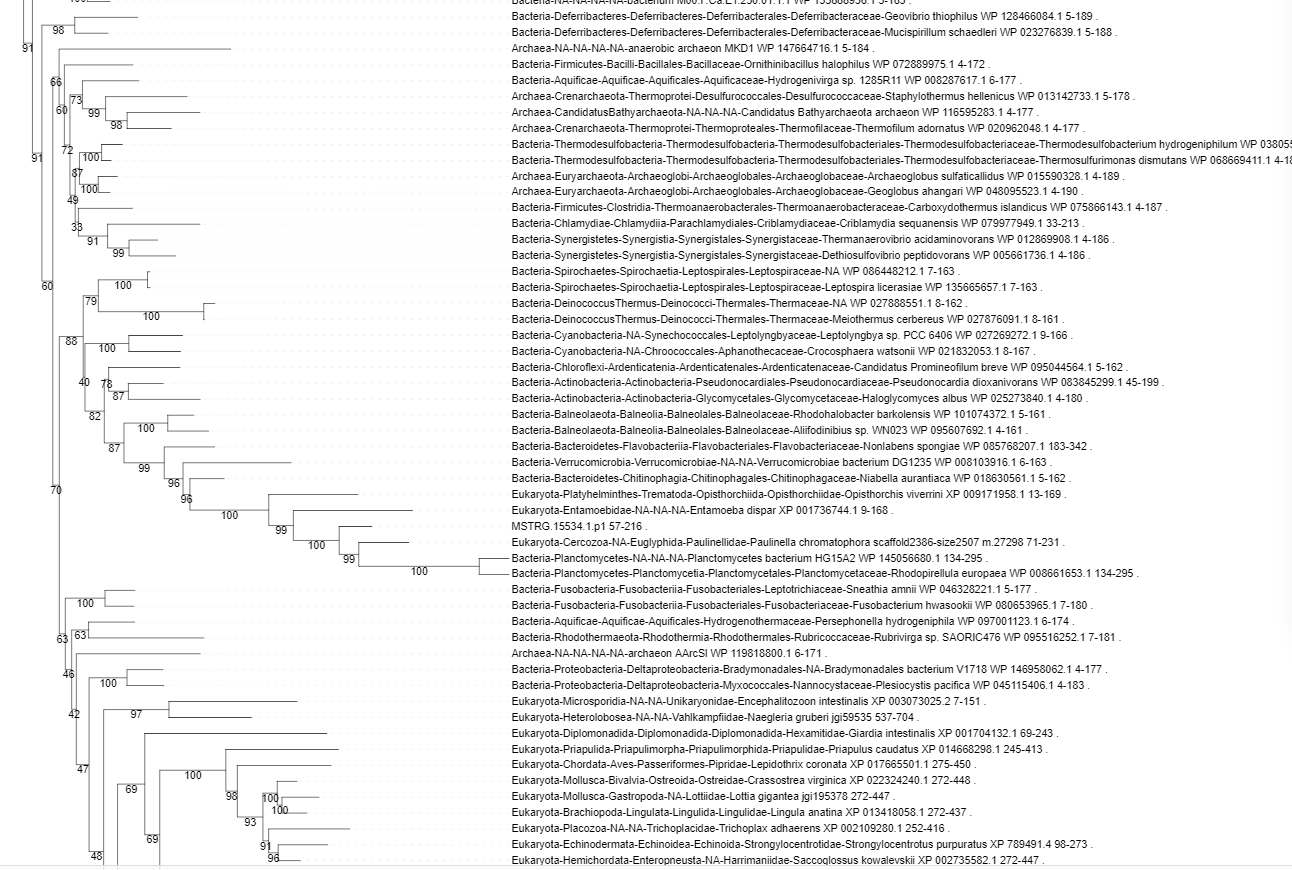 Bacteria-Deferribacteres-Deferribacteres-Deferribacterales-Deferribacteraceae-Geovibrio thiophilus WP 128466084.1 5-189 .
98
Bacteria-Deferribacteres-Deferribacteres-Deferribacterales-Deferribacteraceae-Mucispirillum schaedleri WP 023276839.1 5-188 .
91
Archaea-NA-NA-NA-NA-anaerobic archaeon MKD1 WP 147664716.1 5-184 .
Bacteria-Firmicutes-Bacilli-Bacillales-Bacillaceae-Ornithinibacillus halophilus WP 072889975.1 4-172 .
66
Bacteria-Aquificae-Aquificae-Aquificales-Aquificaceae-Hydrogenivirga sp. 1285R11 WP 008287617.1 6-177 .
73
Archaea-Crenarchaeota-Thermoprotei-Desulfurococcales-Desulfurococcaceae-Staphylothermus hellenicus WP 013142733.1 5-178 .
60
99
Archaea-CandidatusBathyarchaeota-NA-NA-NA-Candidatus Bathyarchaeota archaeon WP 116595283.1 4-177 .
98
Archaea-Crenarchaeota-Thermoprotei-Thermoproteales-Thermofilaceae-Thermofilum adornatus WP 020962048.1 4-177 .
72
Bacteria-Thermodesulfobacteria-Thermodesulfobacteria-Thermodesulfobacteriales-Thermodesulfobacteriaceae-Thermodesulfobacterium hydrogeniphilum WP 03805
91
100
Bacteria-Thermodesulfobacteria-Thermodesulfobacteria-Thermodesulfobacteriales-Thermodesulfobacteriaceae-Thermosulfurimonas dismutans WP 068669411.1 4-18
87
Archaea-Euryarchaeota-Archaeoglobi-Archaeoglobales-Archaeoglobaceae-Archaeoglobus sulfaticallidus WP 015590328.1 4-189 .
100
Archaea-Euryarchaeota-Archaeoglobi-Archaeoglobales-Archaeoglobaceae-Geoglobus ahangari WP 048095523.1 4-190 .
49
Bacteria-Firmicutes-Clostridia-Thermoanaerobacterales-Thermoanaerobacteraceae-Carboxydothermus islandicus WP 075866143.1 4-187 .
33
Bacteria-Chlamydiae-Chlamydiia-Parachlamydiales-Criblamydiaceae-Criblamydia sequanensis WP 079977949.1 33-213 .
91
Bacteria-Synergistetes-Synergistia-Synergistales-Synergistaceae-Thermanaerovibrio acidaminovorans WP 012869908.1 4-186 .
99
Bacteria-Synergistetes-Synergistia-Synergistales-Synergistaceae-Dethiosulfovibrio peptidovorans WP 005661736.1 4-186 .
Bacteria-Spirochaetes-Spirochaetia-Leptospirales-Leptospiraceae-NA WP 086448212.1 7-163 .
60
100
Bacteria-Spirochaetes-Spirochaetia-Leptospirales-Leptospiraceae-Leptospira licerasiae WP 135665657.1 7-163 .
79
Bacteria-DeinococcusThermus-Deinococci-Thermales-Thermaceae-NA WP 027888551.1 8-162 .
100
Bacteria-DeinococcusThermus-Deinococci-Thermales-Thermaceae-Meiothermus cerbereus WP 027876091.1 8-161 .
Bacteria-Cyanobacteria-NA-Synechococcales-Leptolyngbyaceae-Leptolyngbya sp. PCC 6406 WP 027269272.1 9-166 .
88
100
Bacteria-Cyanobacteria-NA-Chroococcales-Aphanothecaceae-Crocosphaera watsonii WP 021832053.1 8-167 .
Bacteria-Chloroflexi-Ardenticatenia-Ardenticatenales-Ardenticatenaceae-Candidatus Promineofilum breve WP 095044564.1 5-162 .
40
78
Bacteria-Actinobacteria-Actinobacteria-Pseudonocardiales-Pseudonocardiaceae-Pseudonocardia dioxanivorans WP 083845299.1 45-199 .
87
Bacteria-Actinobacteria-Actinobacteria-Glycomycetales-Glycomycetaceae-Haloglycomyces albus WP 025273840.1 4-180 .
82
Bacteria-Balneolaeota-Balneolia-Balneolales-Balneolaceae-Rhodohalobacter barkolensis WP 101074372.1 5-161 .
100
Bacteria-Balneolaeota-Balneolia-Balneolales-Balneolaceae-Aliifodinibius sp. WN023 WP 095607692.1 4-161 .
87
Bacteria-Bacteroidetes-Flavobacteriia-Flavobacteriales-Flavobacteriaceae-Nonlabens spongiae WP 085768207.1 183-342 .
99
Bacteria-Verrucomicrobia-Verrucomicrobiae-NA-NA-Verrucomicrobiae bacterium DG1235 WP 008103916.1 6-163 .
96
Bacteria-Bacteroidetes-Chitinophagia-Chitinophagales-Chitinophagaceae-Niabella aurantiaca WP 018630561.1 5-162 .
70
96
Eukaryota-Platyhelminthes-Trematoda-Opisthorchiida-Opisthorchiidae-Opisthorchis viverrini XP 009171958.1 13-169 .
100
Eukaryota-Entamoebidae-NA-NA-NA-Entamoeba dispar XP 001736744.1 9-168 .
99
MSTRG.15534.1.p1 57-216 .
100
Eukaryota-Cercozoa-NA-Euglyphida-Paulinellidae-Paulinella chromatophora scaffold2386-size2507 m.27298 71-231 .
99
Bacteria-Planctomycetes-NA-NA-NA-Planctomycetes bacterium HG15A2 WP 145056680.1 134-295 .
100
Bacteria-Planctomycetes-Planctomycetia-Planctomycetales-Planctomycetaceae-Rhodopirellula europaea WP 008661653.1 134-295 .
Bacteria-Fusobacteria-Fusobacteriia-Fusobacteriales-Leptotrichiaceae-Sneathia amnii WP 046328221.1 5-177 .
100
Bacteria-Fusobacteria-Fusobacteriia-Fusobacteriales-Fusobacteriaceae-Fusobacterium hwasookii WP 080653965.1 7-180 .
Bacteria-Aquificae-Aquificae-Aquificales-Hydrogenothermaceae-Persephonella hydrogeniphila WP 097001123.1 6-174 .
63
63
Bacteria-Rhodothermaeota-Rhodothermia-Rhodothermales-Rubricoccaceae-Rubrivirga sp. SAORIC476 WP 095516252.1 7-181 .
Archaea-NA-NA-NA-NA-archaeon AArcSl WP 119818800.1 6-171 .
46
Bacteria-Proteobacteria-Deltaproteobacteria-Bradymonadales-NA-Bradymonadales bacterium V1718 WP 146958062.1 4-177 .
100
Bacteria-Proteobacteria-Deltaproteobacteria-Myxococcales-Nannocystaceae-Plesiocystis pacifica WP 045115406.1 4-183 .
Eukaryota-Microsporidia-NA-NA-Unikaryonidae-Encephalitozoon intestinalis XP 003073025.2 7-151 .
42
97
Eukaryota-Heterolobosea-NA-NA-Vahlkampfiidae-Naegleria gruberi jgi59535 537-704 .
Eukaryota-Diplomonadida-Diplomonadida-Diplomonadida-Hexamitidae-Giardia intestinalis XP 001704132.1 69-243 .
Eukaryota-Priapulida-Priapulimorpha-Priapulimorphida-Priapulidae-Priapulus caudatus XP 014668298.1 245-413 .
47
100
Eukaryota-Chordata-Aves-Passeriformes-Pipridae-Lepidothrix coronata XP 017665501.1 275-450 .
Eukaryota-Mollusca-Bivalvia-Ostreoida-Ostreidae-Crassostrea virginica XP 022324240.1 272-448 .
69
98
100
Eukaryota-Mollusca-Gastropoda-NA-Lottiidae-Lottia gigantea jgi195378 272-447 .
100
Eukaryota-Brachiopoda-Lingulata-Lingulida-Lingulidae-Lingula anatina XP 013418058.1 272-437 .
93
Eukaryota-Placozoa-NA-NA-Trichoplacidae-Trichoplax adhaerens XP 002109280.1 252-416 .
69
91
Eukaryota-Echinodermata-Echinoidea-Echinoida-Strongylocentrotidae-Strongylocentrotus purpuratus XP 789491.4 98-273 .
48
96
Eukaryota-Hemichordata-Enteropneusta-NA-Harrimaniidae-Saccoglossus kowalevskii XP 002735582.1 272-447 .